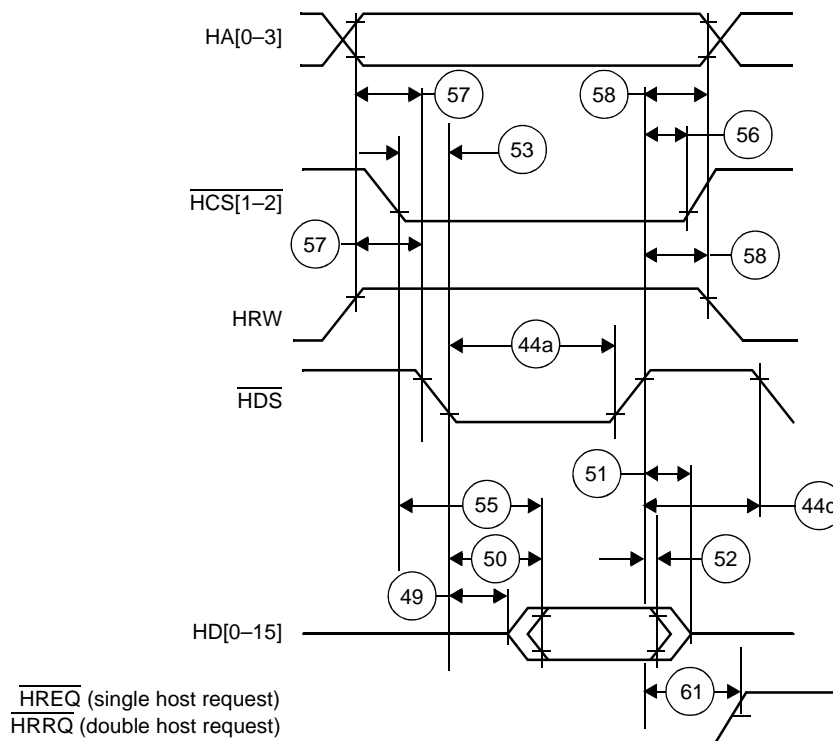 HA[0–3]
57
58
53
56
HCS[1–2]
57
58
HRW
44a
HDS
51
55
44c
50
52
49
HD[0–15]
61
HREQ (single host request)
HRRQ (double host request)